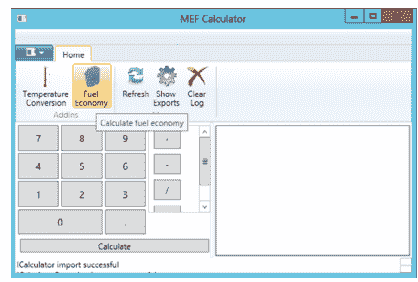 MEF Calculator
Home
Temperature Conversion
Fuel Economy
Refresh
Show Exports
Clear Log
Addins
Calculate fuel economy
7 8 9
4 5 6 -
1 2 3 /
0 .
Calculate
ICalculator import successful